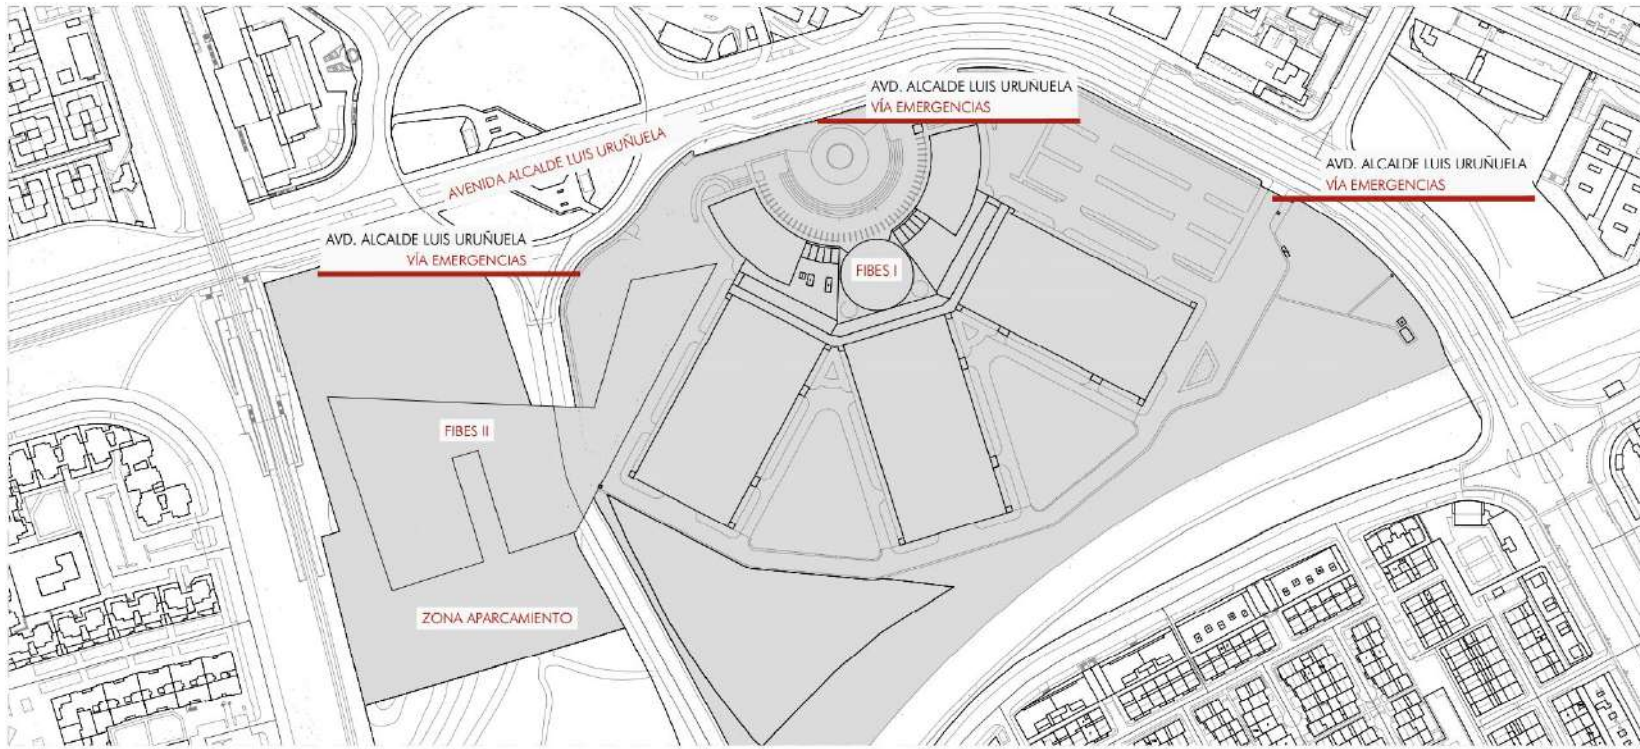 AVD. ALCALDE LUIS URUÑUELA
VÍA EMERGENCIAS
AVENIDA ALCALDE LUIS URUÑUELA
AVD. ALCALDE LUIS URUÑUELA
VÍA EMERGENCIAS
AVD. ALCALDE LUIS URUÑUELA
VÍA EMERGENCIAS
FIBES I
FIBES II
ZONA APARCAMIENTO